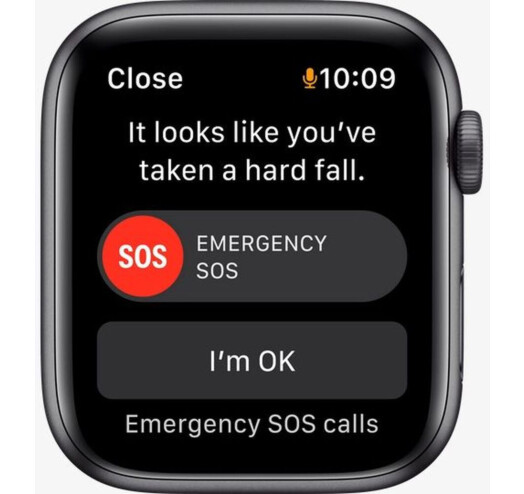 Close 10:09
It looks like you've
taken a hard fall.
SOS EMERGENCY
SOS
I'm OK
Emergency SOS calls